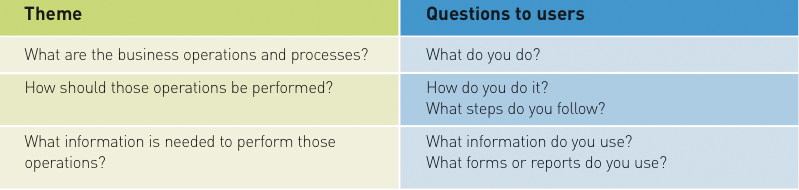 Theme
Questions to users
What are the business operations and processes?
What do you do?
How should those operations be performed?
How do you do it?
What steps do you follow?
What information is needed to perform those
operations?
What information do you use?
What forms or reports do you use?